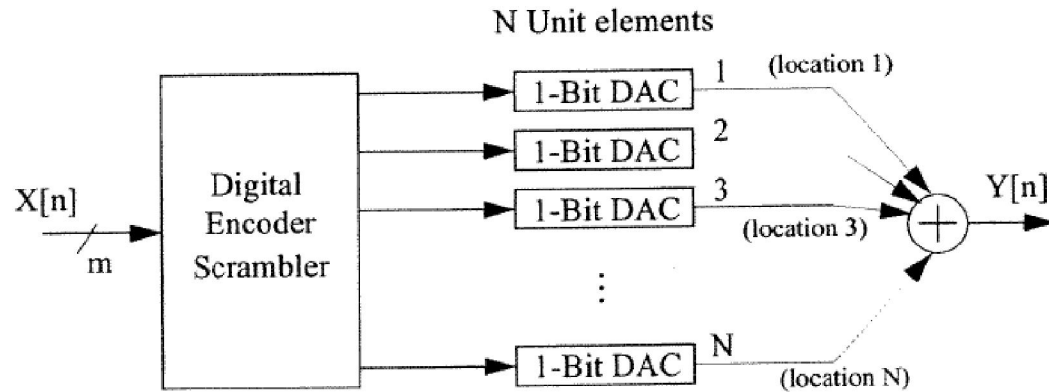 N Unit elements
1-Bit DAC
1
(location 1)
1-Bit DAC
2
1-Bit DAC
3
(location 3)
X[n]
m
Digital
Encoder
Scrambler
Y[n]
1-Bit DAC
N
(location N)